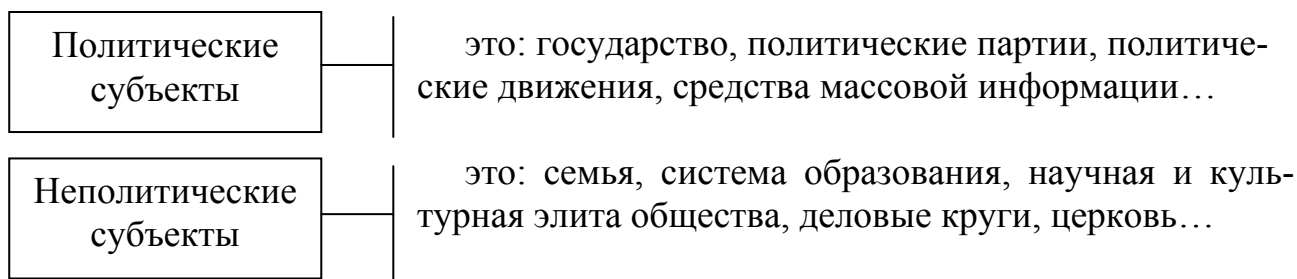 Политические
субъекты
это: государство, политические партии, политиче-
ские движения, средства массовой информации…
Неполитические
субъекты
это: семья, система образования, научная и куль-
турная элита общества, деловые круги, церковь…